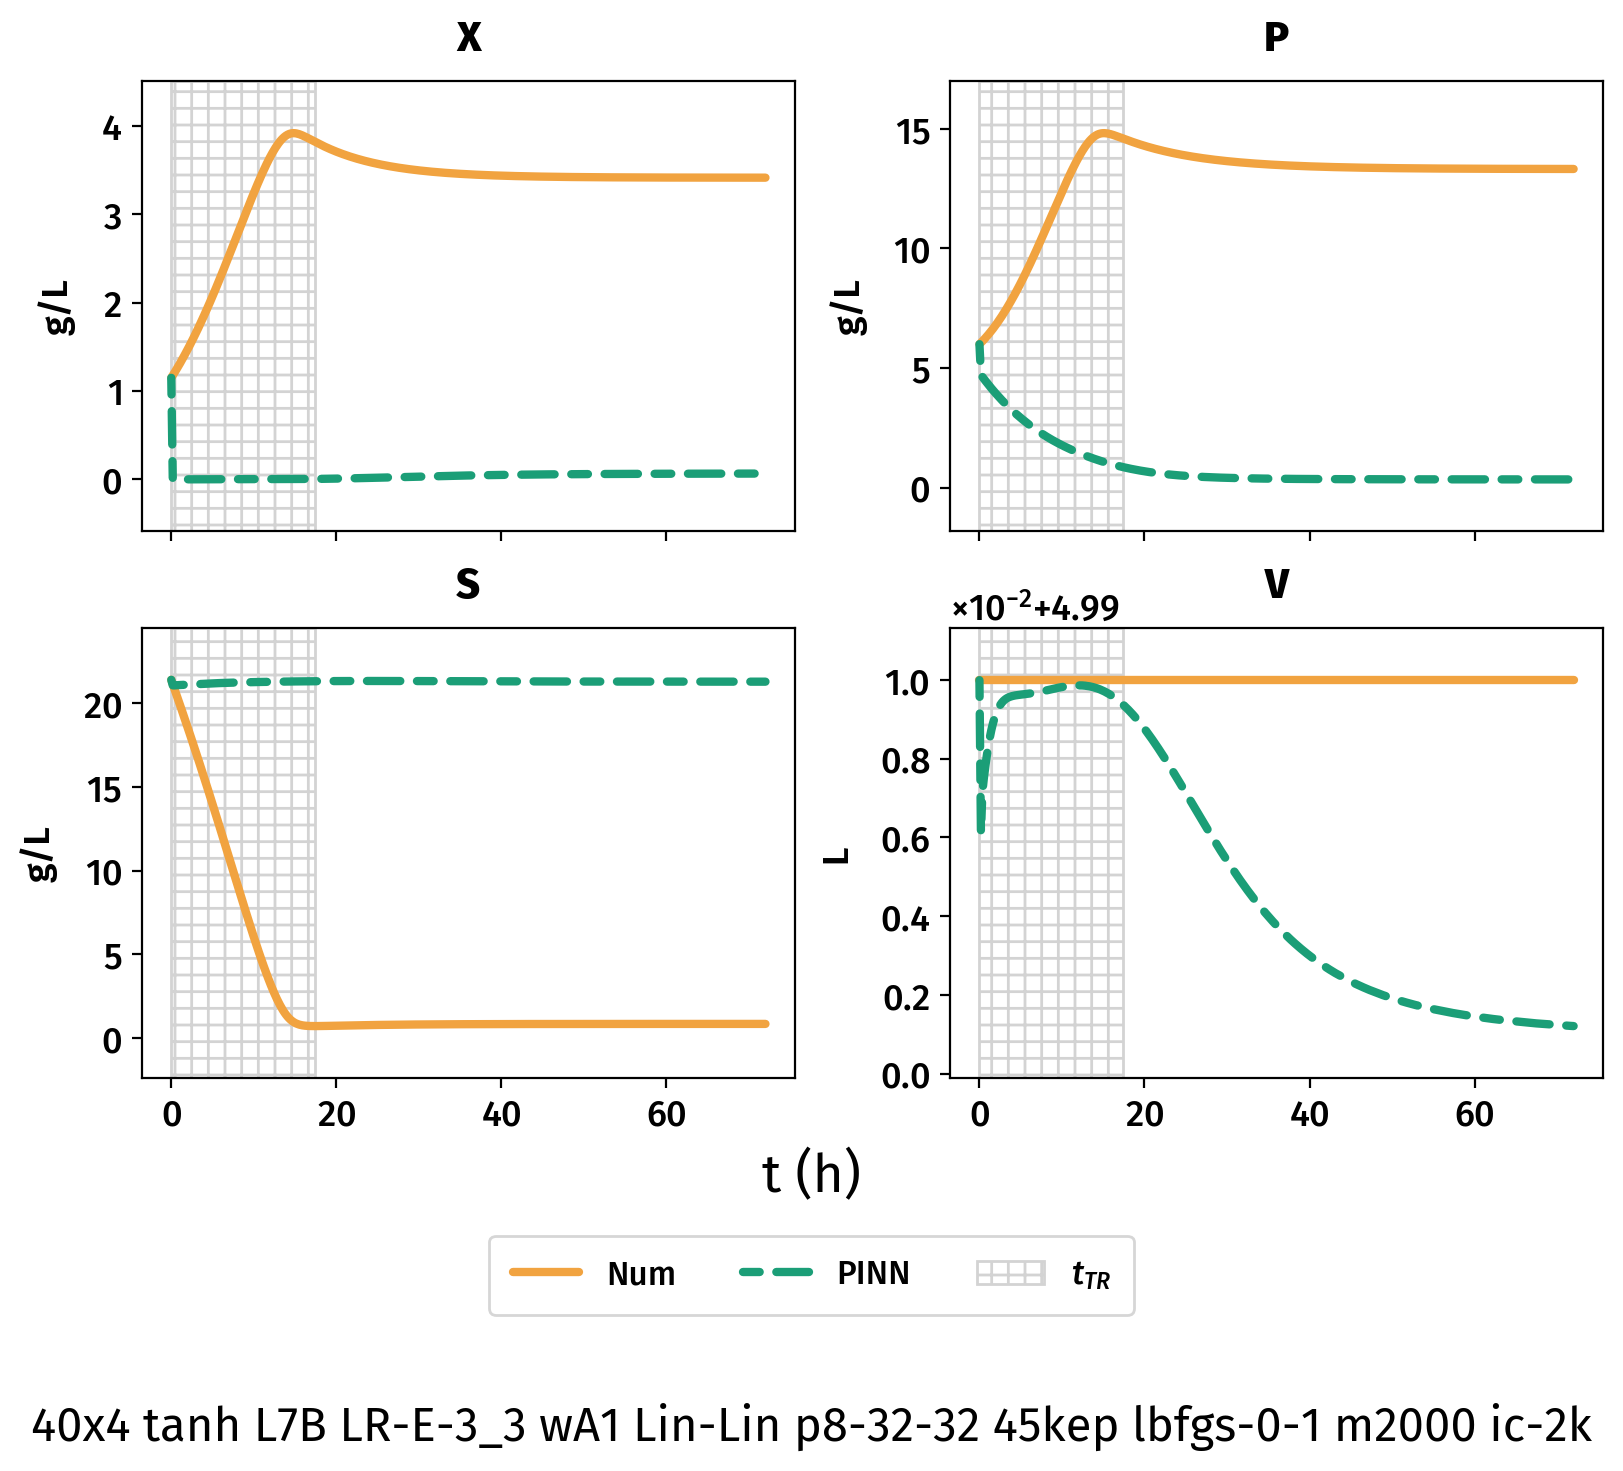 X
4
3
2
1
0
g/L
P
15
10
5
0
g/L
S
20
15
10
5
0
g/L
0 20 40 60
V
×10⁻²+4.99
1.0
0.8
0.6
0.4
0.2
0.0
L
0 20 40 60
t (h)
Num PINN t_TR
40x4 tanh L7B LR-E-3_3 wA1 Lin-Lin p8-32-32 45kep lbfgs-0-1 m2000 ic-2k